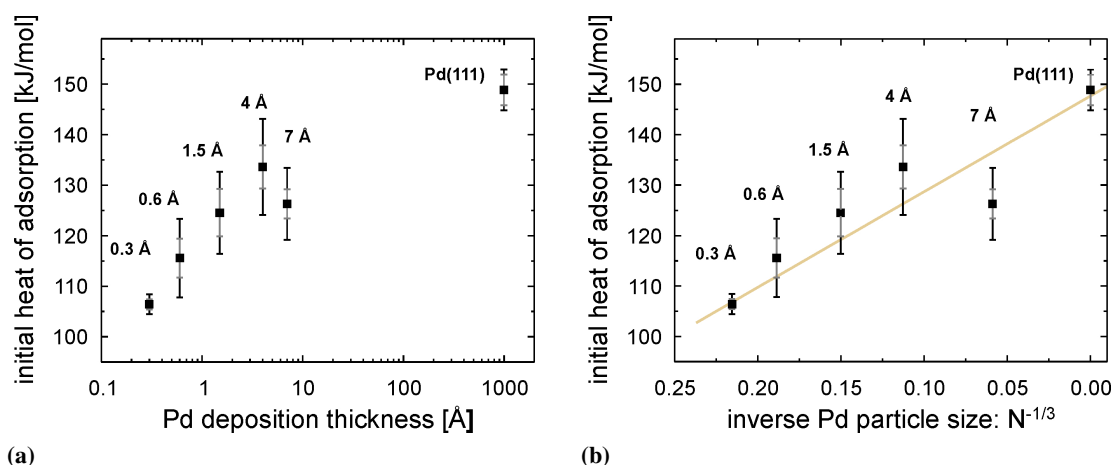 initial heat of adsorption [kJ/mol]
150
140
130
120
110
100
0.3 Å
0.6 Å
1.5 Å
4 Å
7 Å
Pd(111)
0.1
1
10
100
1000
Pd deposition thickness [Å]
(a)
initial heat of adsorption [kJ/mol]
150
140
130
120
110
100
0.3 Å
0.6 Å
1.5 Å
4 Å
7 Å
Pd(111)
0.25
0.20
0.15
0.10
0.05
0.00
inverse Pd particle size: N-1/3
(b)